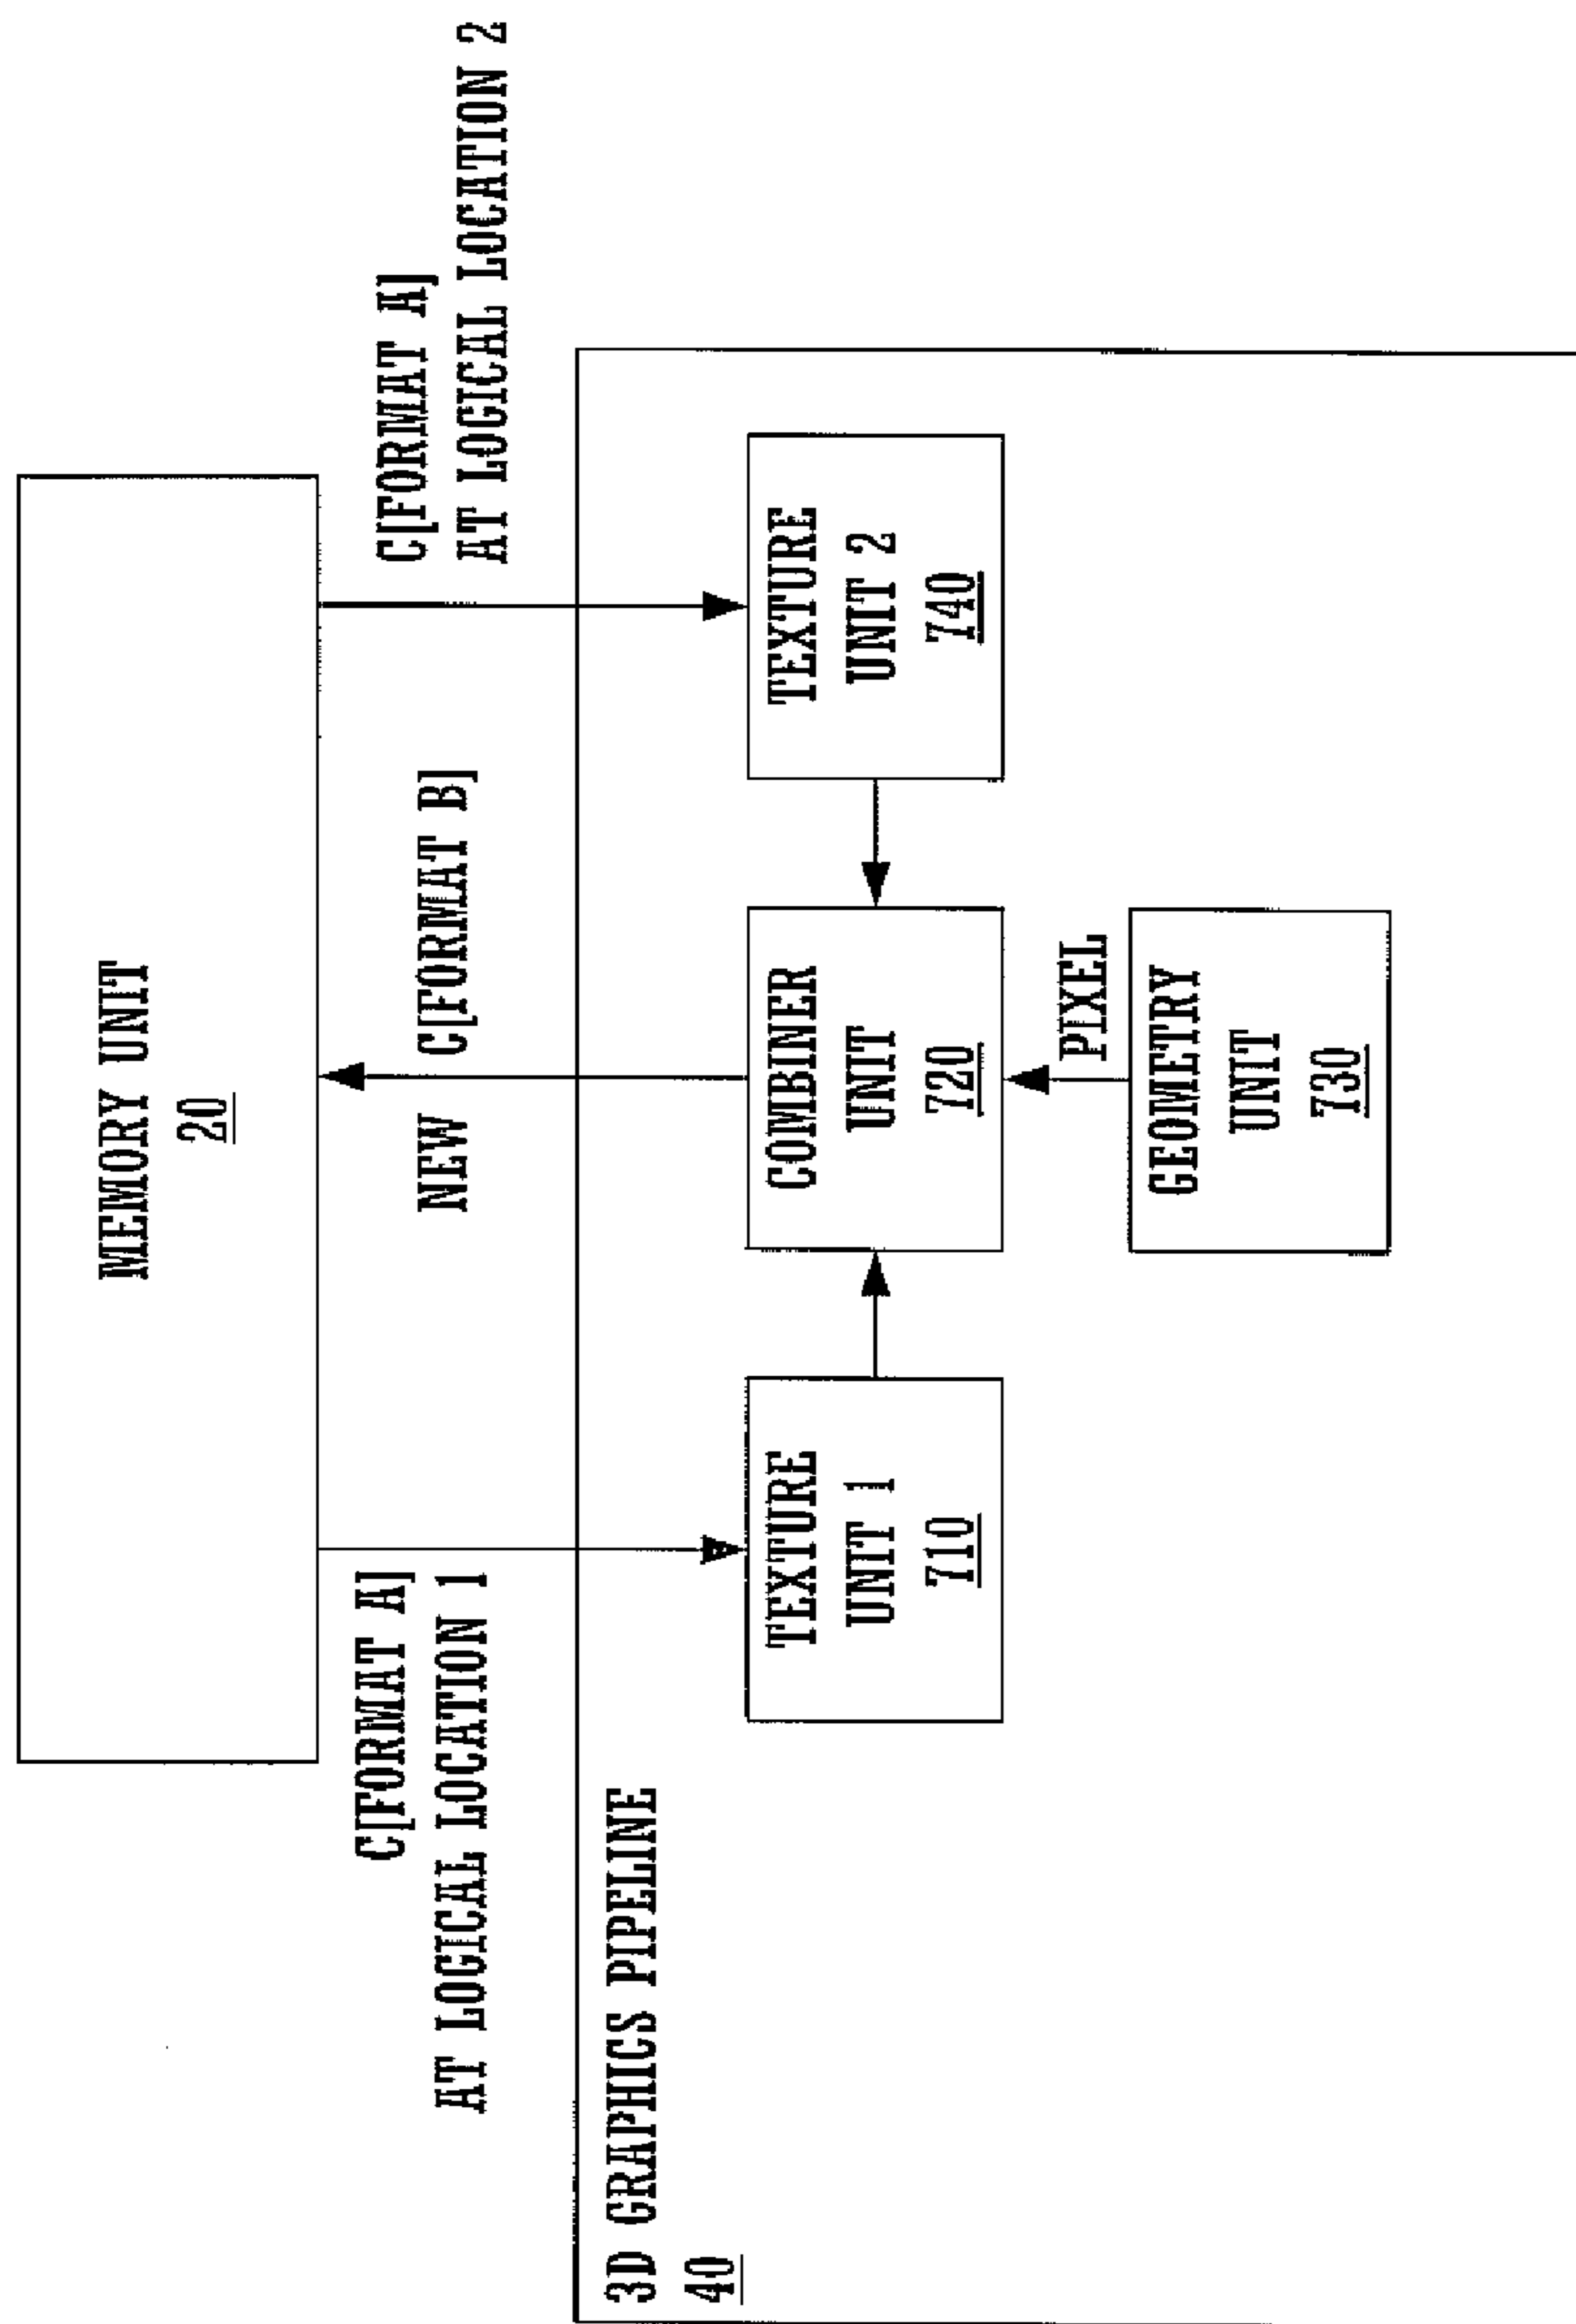 MEMORY UNIT
20
C[FORMAT A]
AT LOGICAL LOCATION 1
NEW C[FORMAT B]
C[FORMAT A]
AT LOGICAL LOCATION 2
3D GRAPHICS PIPELINE
40
TEXTURE
UNIT 1
710
COMBINER
UNIT
720
TEXTURE
UNIT 2
740
PIXEL
GEOMETRY
UNIT
730